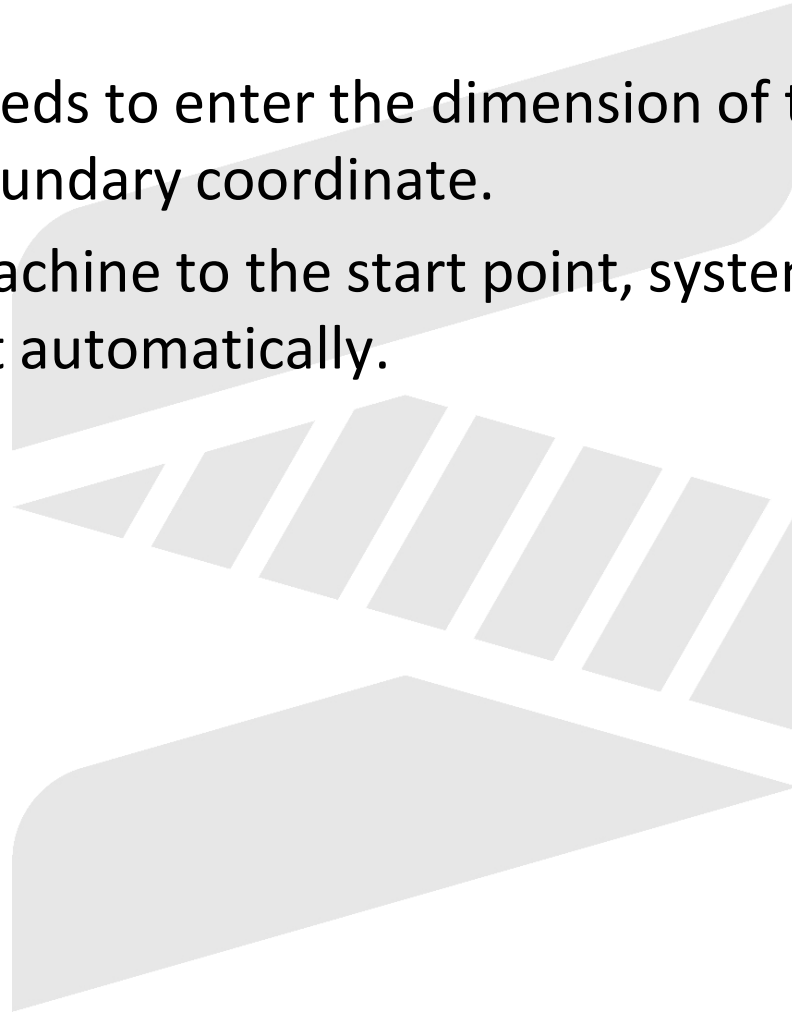 eds to enter the dimension of t
undary coordinate.
achine to the start point, syster
t automatically.